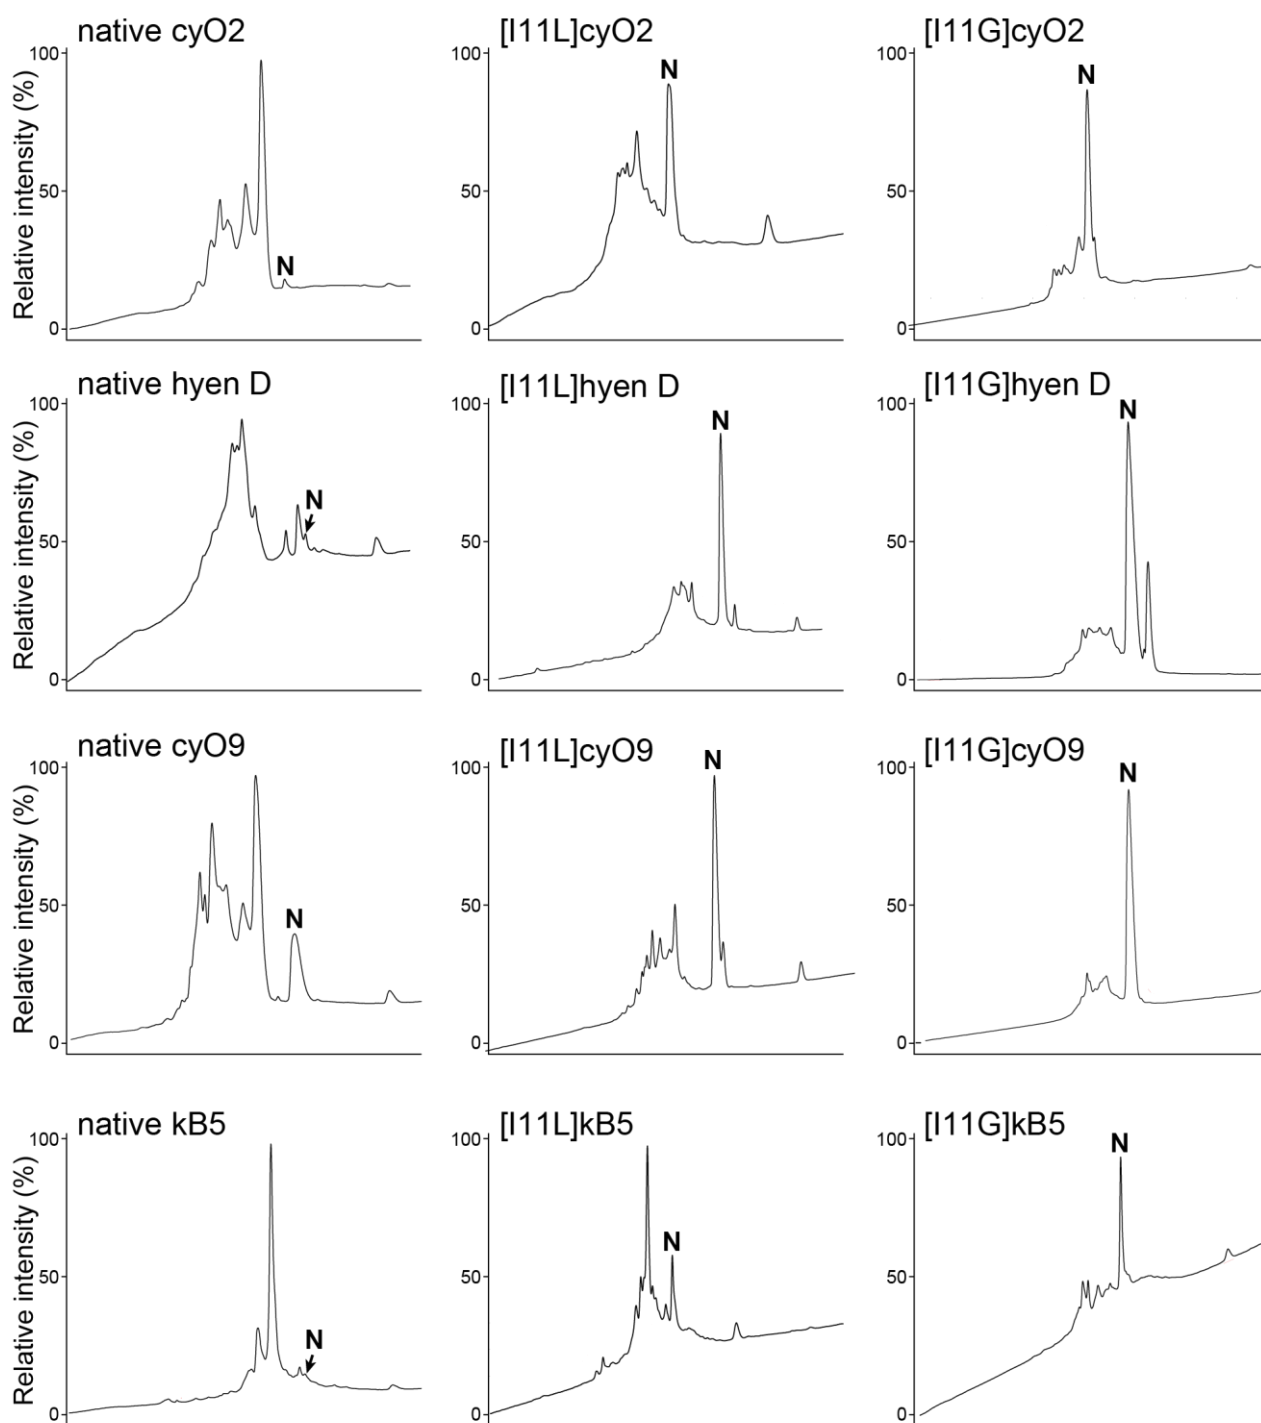 native cyO2
[I11L]cyO2
[I11G]cyO2
Relative intensity (%)
100
50
0
N
100
50
0
N
100
50
0
N
native hyen D
[I11L]hyen D
[I11G]hyen D
Relative intensity (%)
100
50
0
N
100
50
0
N
100
50
0
N
native cyO9
[I11L]cyO9
[I11G]cyO9
Relative intensity (%)
100
50
0
N
100
50
0
N
100
50
0
N
native kB5
[I11L]kB5
[I11G]kB5
Relative intensity (%)
100
50
0
N
100
50
0
N
100
50
0
N